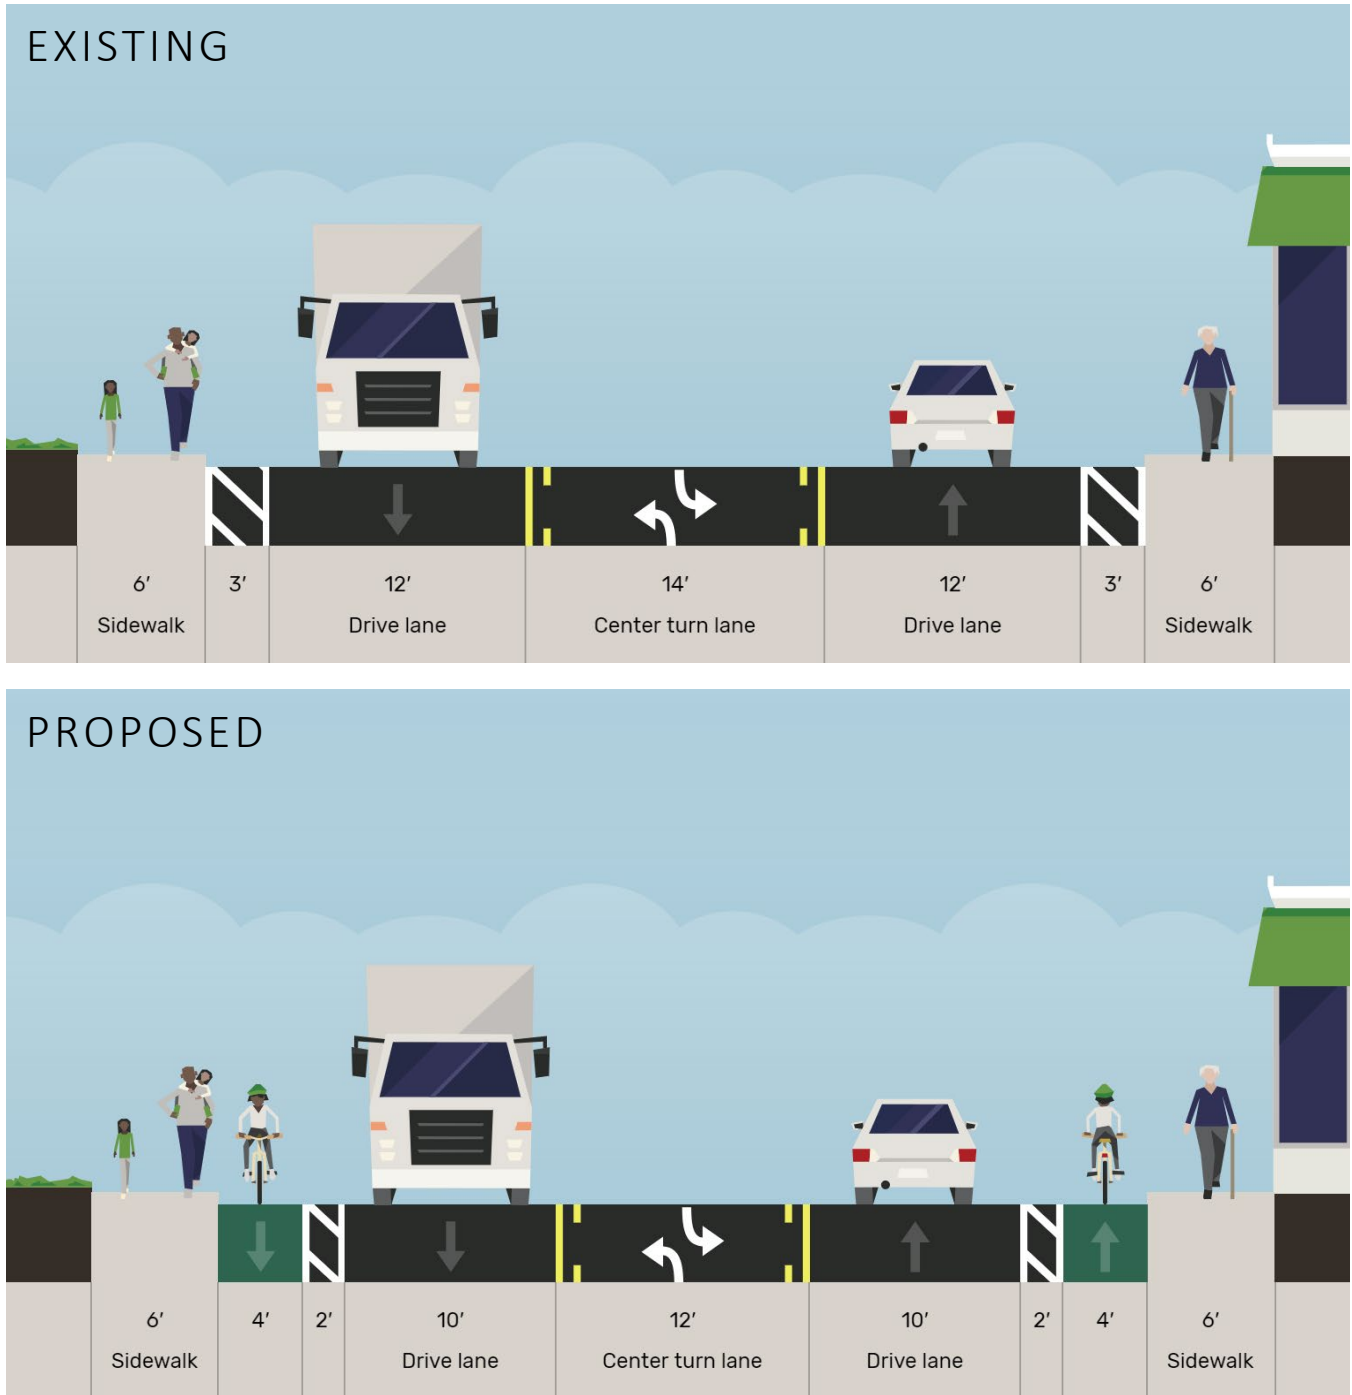 EXISTING
6′ 3′ 12′ 14′ 12′ 3′ 6′
Sidewalk Drive lane Center turn lane Drive lane Sidewalk
PROPOSED
6′ 4′ 2′ 10′ 12′ 10′ 2′ 4′ 6′
Sidewalk Drive lane Center turn lane Drive lane Sidewalk